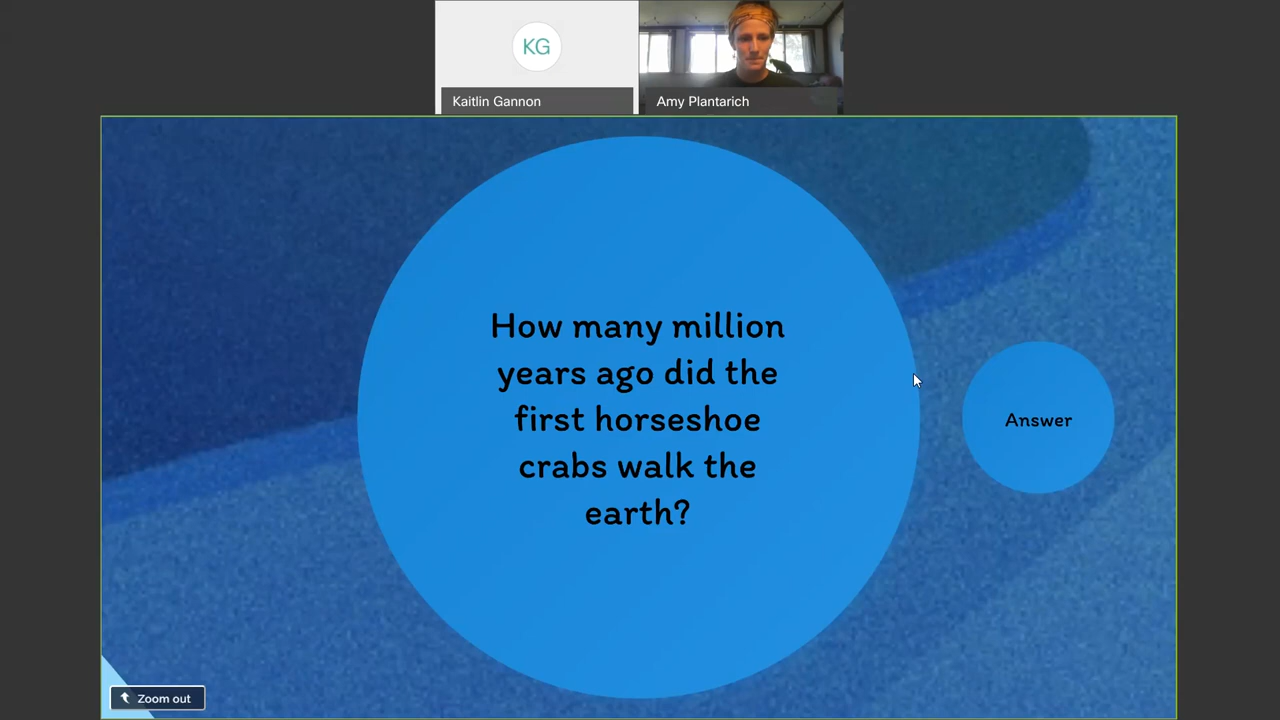 KG
Kaitlin Gannon
Amy Plantarich
How many million
years ago did the
first horseshoe
crabs walk the
earth?
Answer
Zoom out